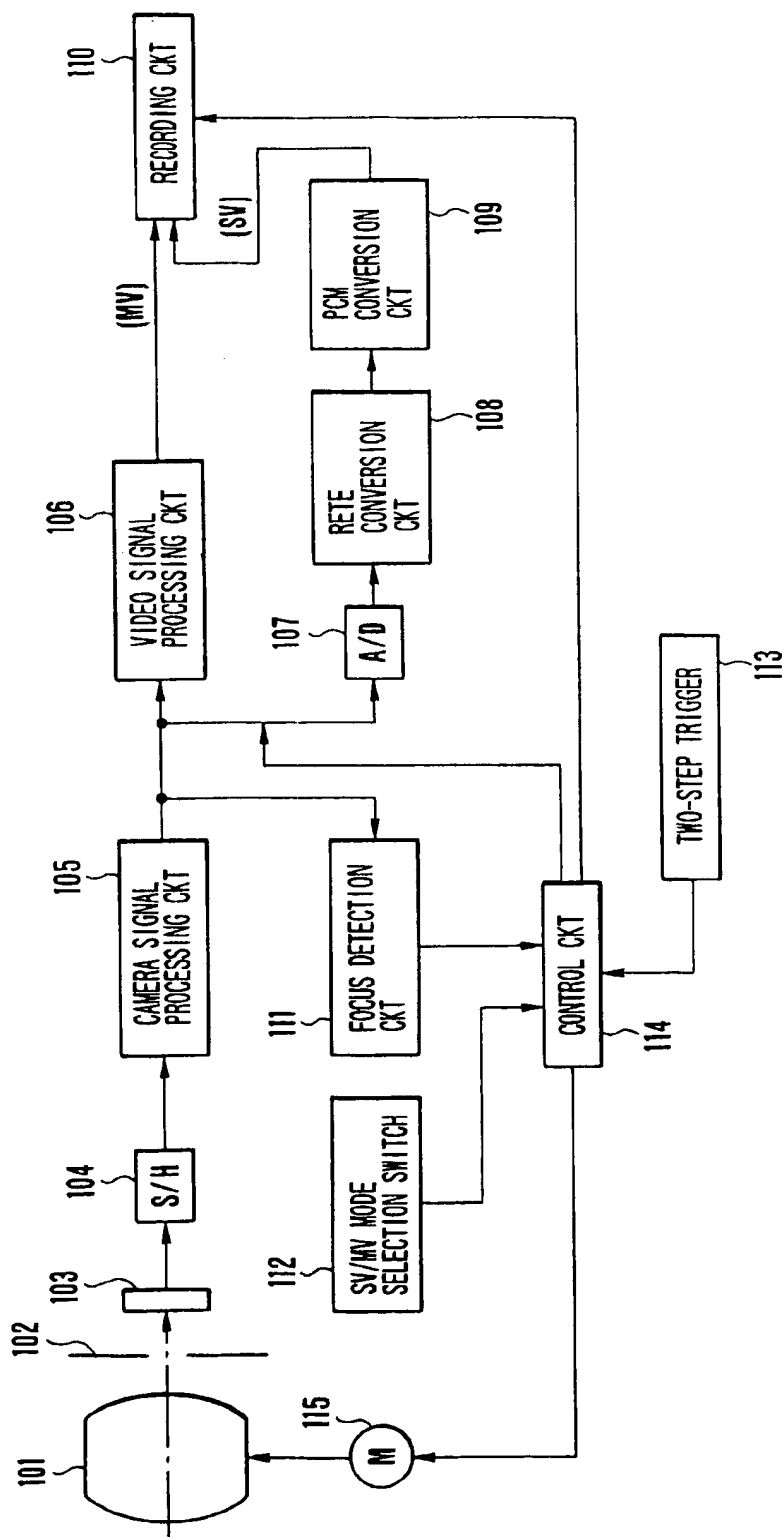 101
102
103
104
S/H
105
CAMERA SIGNAL
PROCESSING CKT
106
VIDEO SIGNAL
PROCESSING CKT
(MV)
110
RECORDING CKT
(SV)
107
A/D
RETE
CONVERSION
CKT
108
PCM
CONVERSION
CKT
109
111
FOCUS DETECTION
CKT
112
SV/MV MODE
SELECTION SWITCH
CONTROL CKT
114
TWO-STEP TRIGGER
113
115
M